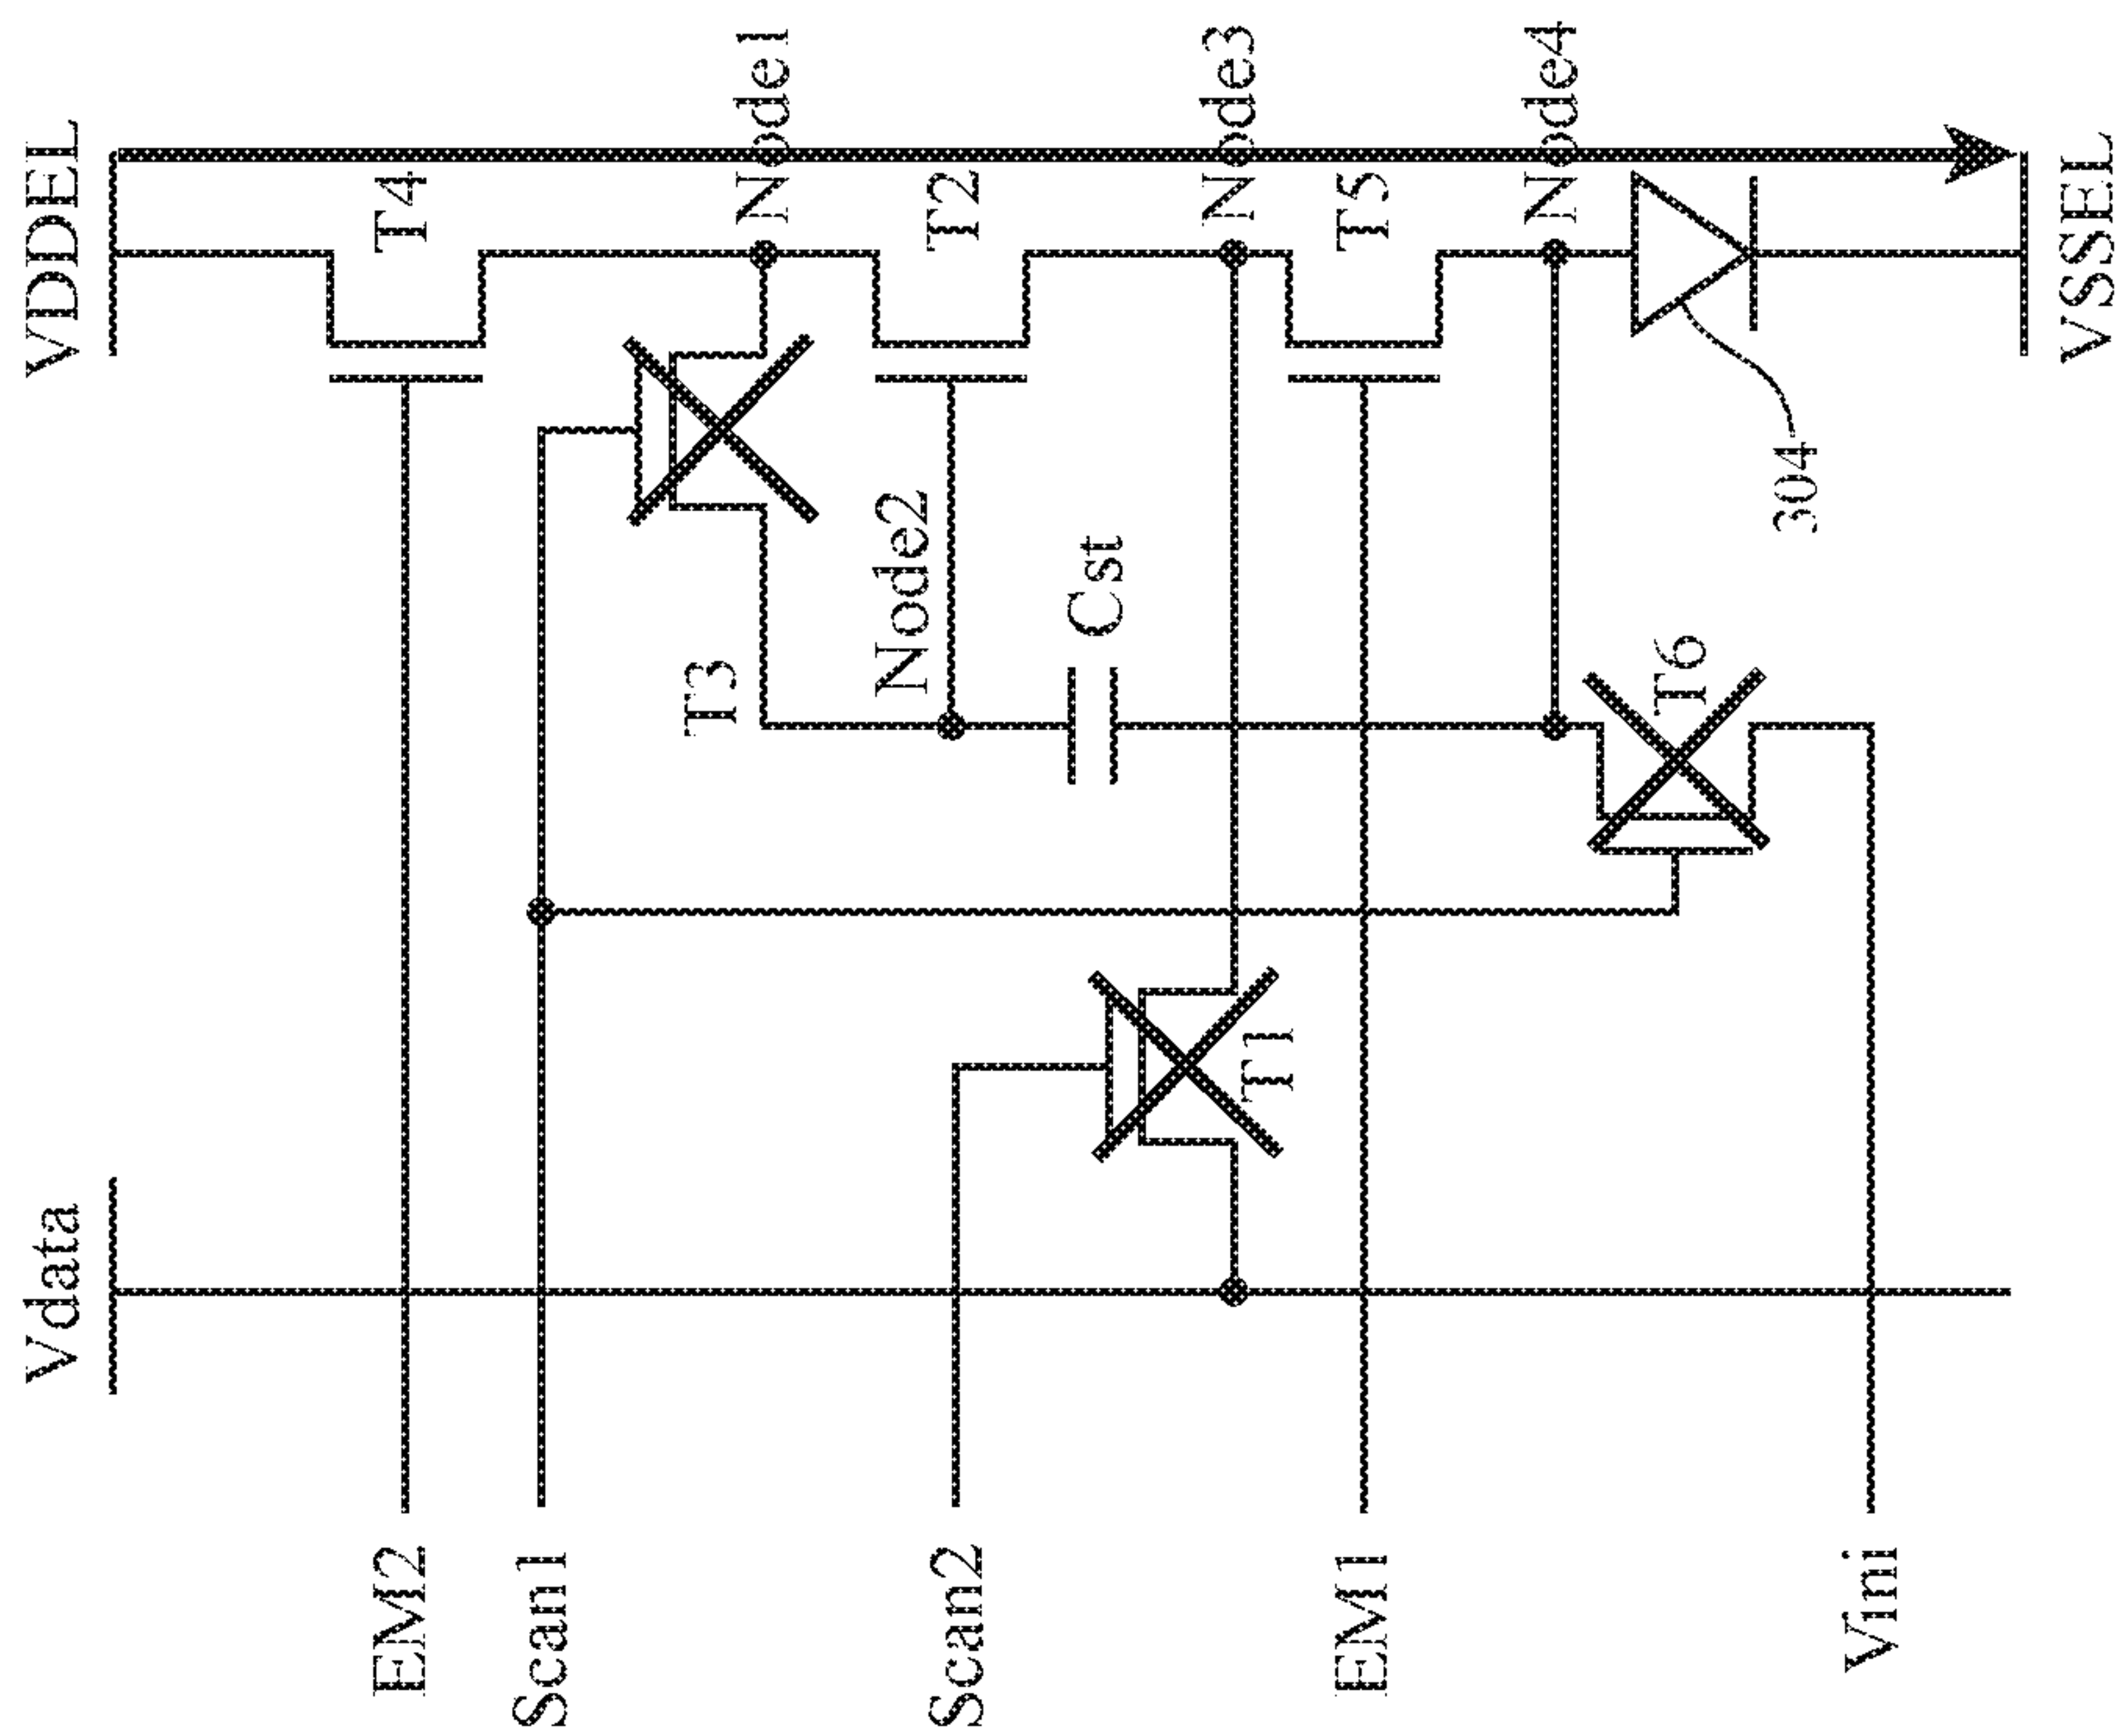 VDDEL
T4
Node1
T2
Node3
T5
Node4
VSSEL
304
T3
Node2
Cst
T6
T1
Vdata
EM2
Scan1
Scan2
EM1
Vini